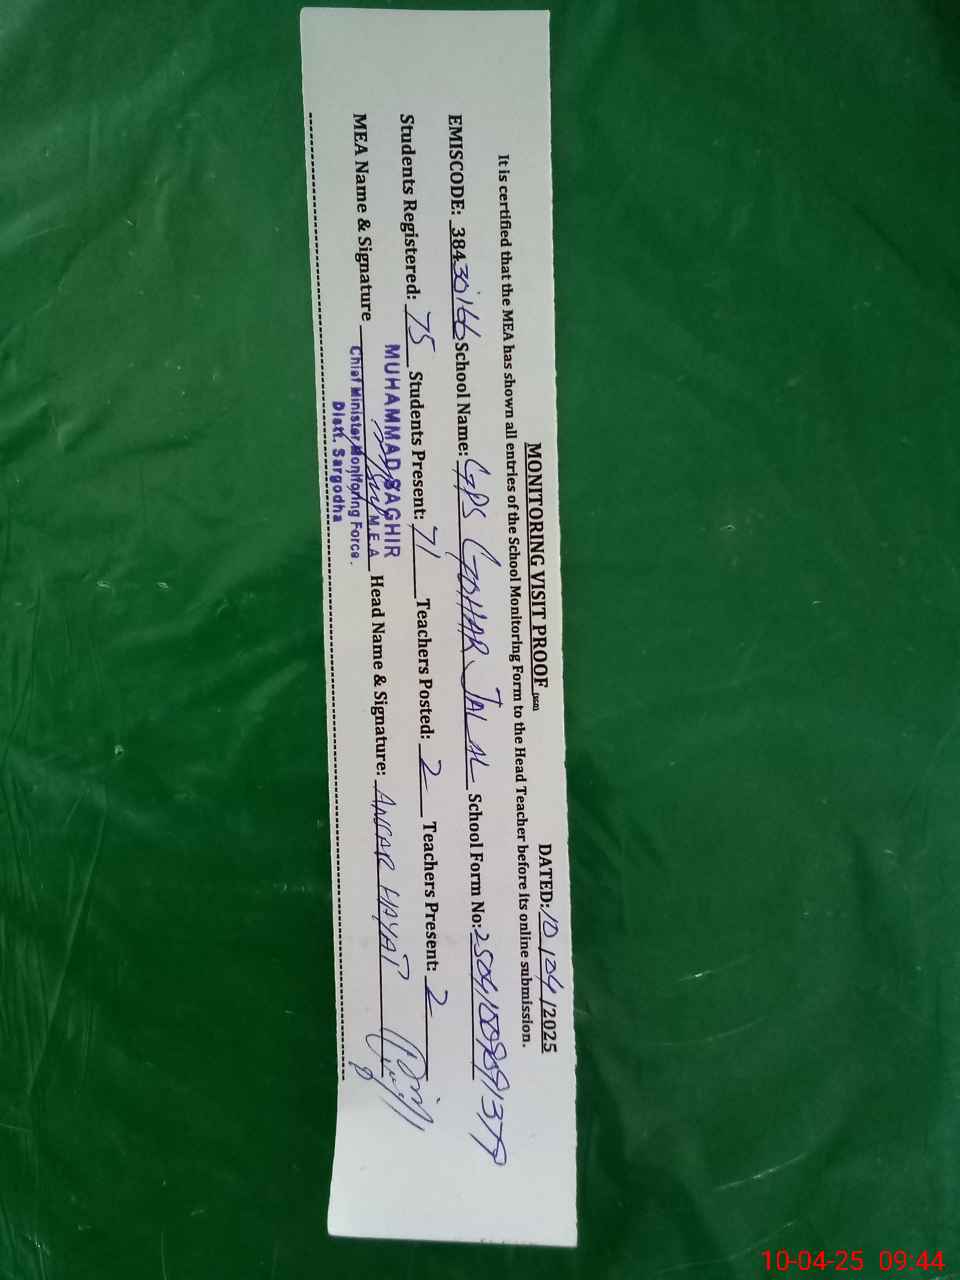 MONITORING VISIT PROOF (SGD) DATED: 10/04/2025
It is certified that the MEA has shown all entries of the School Monitoring Form to the Head Teacher before its online submission.
EMISCODE: 38430166 School Name: GPS GOHAR JALAL School Form No:
Students Registered: 75 Students Present: 71 Teachers Posted: 2 Teachers Present: 2
MEA Name & Signature Head Name & Signature: ANSAR HAYAT
MUHAMMAD SAGHIR
M.E.A
Chief Minister Monitoring Force.
Distt. Sargodha
10-04-25 09:44